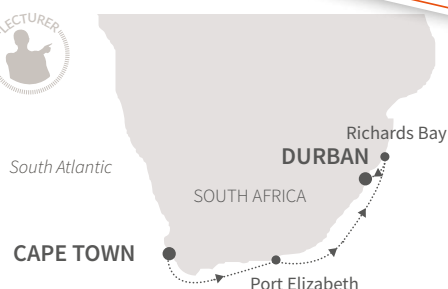 LECTURER
Richards Bay
DURBAN
South Atlantic
SOUTH AFRICA
CAPE TOWN
Port Elizabeth